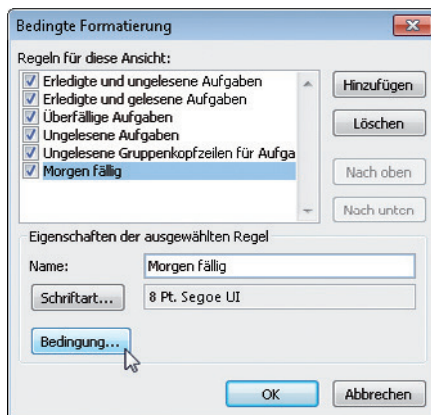 Bedingte Formatierung
Regeln für diese Ansicht:
Erledigte und ungelesene Aufgaben
Erledigte und gelesene Aufgaben
Überfällige Aufgaben
Ungelesene Aufgaben
Ungelesene Gruppenkopfzeilen für Aufga
Morgen fällig
Hinzufügen
Löschen
Nach oben
Nach unten
Eigenschaften der ausgewählten Regel
Name: Morgen fällig
Schriftart... 8 Pt. Segoe UI
Bedingung...
OK Abbrechen